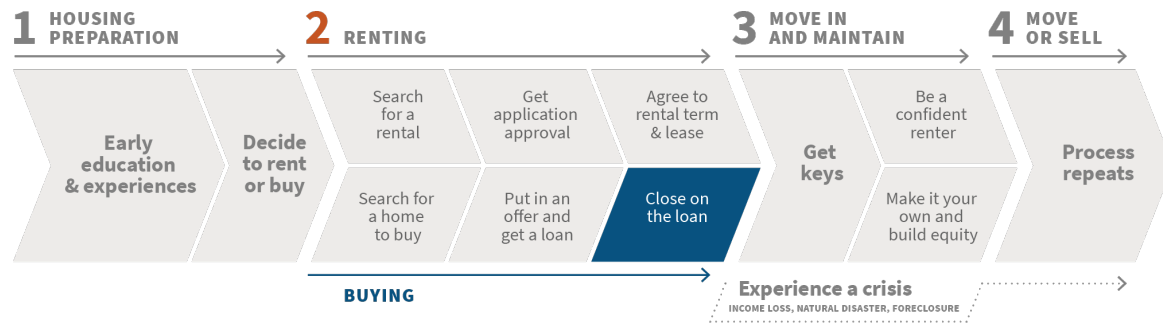 1 HOUSING
PREPARATION
2 RENTING
3 MOVE IN
AND MAINTAIN
4 MOVE
OR SELL
Early
education
& experiences
Decide
to rent
or buy
Search
for a
rental
Get
application
approval
Agree to
rental term
& lease
Search for
a home
to buy
Put in an
offer and
get a loan
Close on
the loan
BUYING
Get
keys
Be a
confident
renter
Make it your
own and
build equity
Process
repeats
Experience a crisis
INCOME LOSS, NATURAL DISASTER, FORECLOSURE